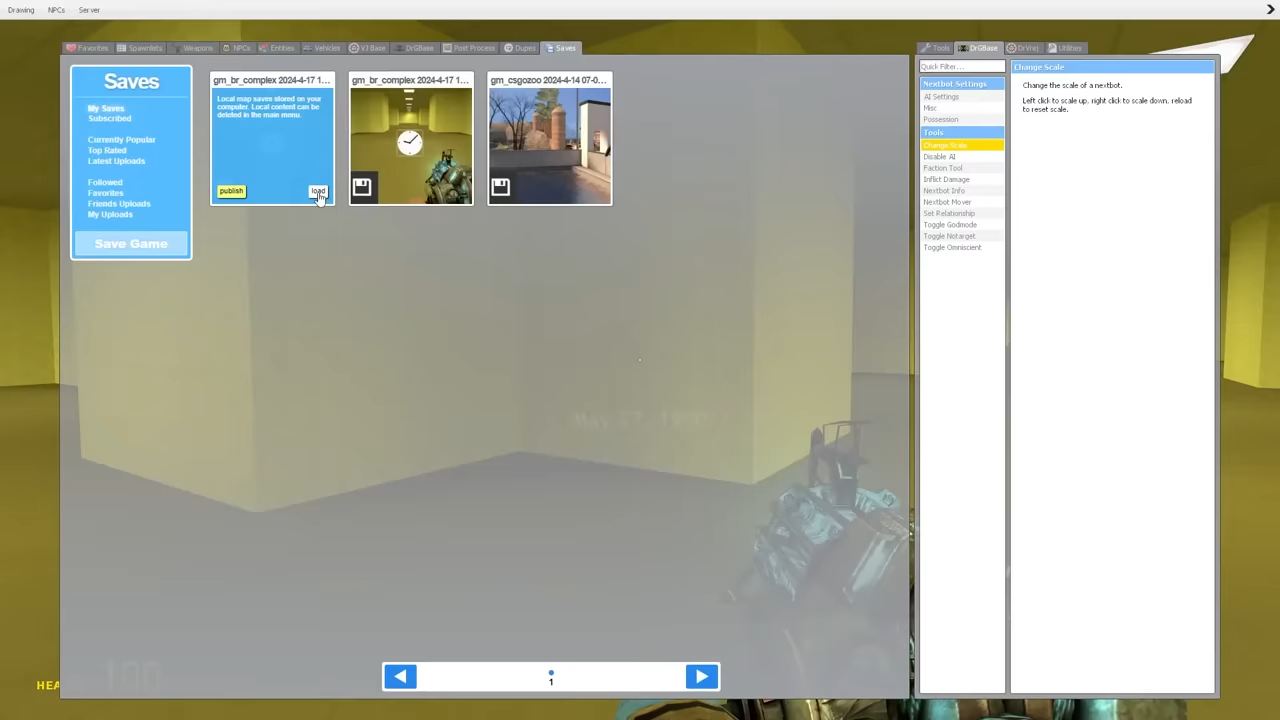 Drawing NPCs Server
Favorites Spawnlists Weapons NPCs Entities Vehicles VJ Base DrGBase Post Process Dupes Saves
Tools DrGBase DrVrej Utilities
Saves
My Saves
Subscribed
Currently Popular
Top Rated
Latest Uploads
Followed
Favorites
Friends Uploads
My Uploads
Save Game
gm_br_complex 2024-4-17 1...
Local map saves stored on your
computer. Local content can be
deleted in the main menu.
publish load
gm_br_complex 2024-4-17 1...
gm_csgozoo 2024-4-14 07-0...
1
Quick Filter...
Nextbot Settings
AI Settings
Misc
Possession
Tools
Change Scale
Disable AI
Faction Tool
Inflict Damage
Nextbot Info
Nextbot Mover
Set Relationship
Toggle Godmode
Toggle Notarget
Toggle Omniscient
Change Scale
Change the scale of a nextbot.
Left click to scale up, right click to scale down, reload
to reset scale.
HEA 100